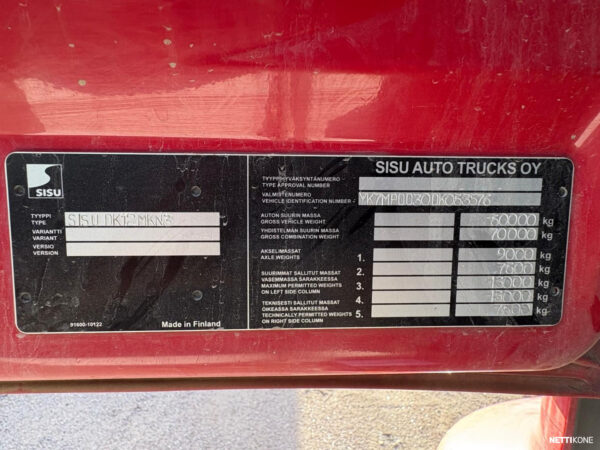 SISU
SISU AUTO TRUCKS OY
TYYPPIHYVÄKSYNTÄNUMERO
TYPE APPROVAL NUMBER
VALMISTENUMERO
VEHICLE IDENTIFICATION NUMBER
TYYPPI
TYPE
SISU DK12MKN3
VARIANTTI
VARIANT
VERSIO
VERSION
AUTON SUURIN MASSA
GROSS VEHICLE WEIGHT
60000 kg
YHDISTELMÄN SUURIN MASSA
GROSS COMBINATION WEIGHT
70000 kg
AKSELIMASSAT
AXLE WEIGHTS
1. 9000 kg
2. 7500 kg
SUURIMMAT SALLITUT MASSAT
VASEMMASSA SARAKKEESSA
MAXIMUM PERMITTED WEIGHTS
ON LEFT SIDE COLUMN
3. 13000 kg
TEKNISESTI SALLITUT MASSAT
OIKEASSA SARAKKEESSA
TECHNICALLY PERMITTED WEIGHTS
ON RIGHT SIDE COLUMN
4. kg
5. 7500 kg
91600-10122
Made in Finland
NETTIKONE